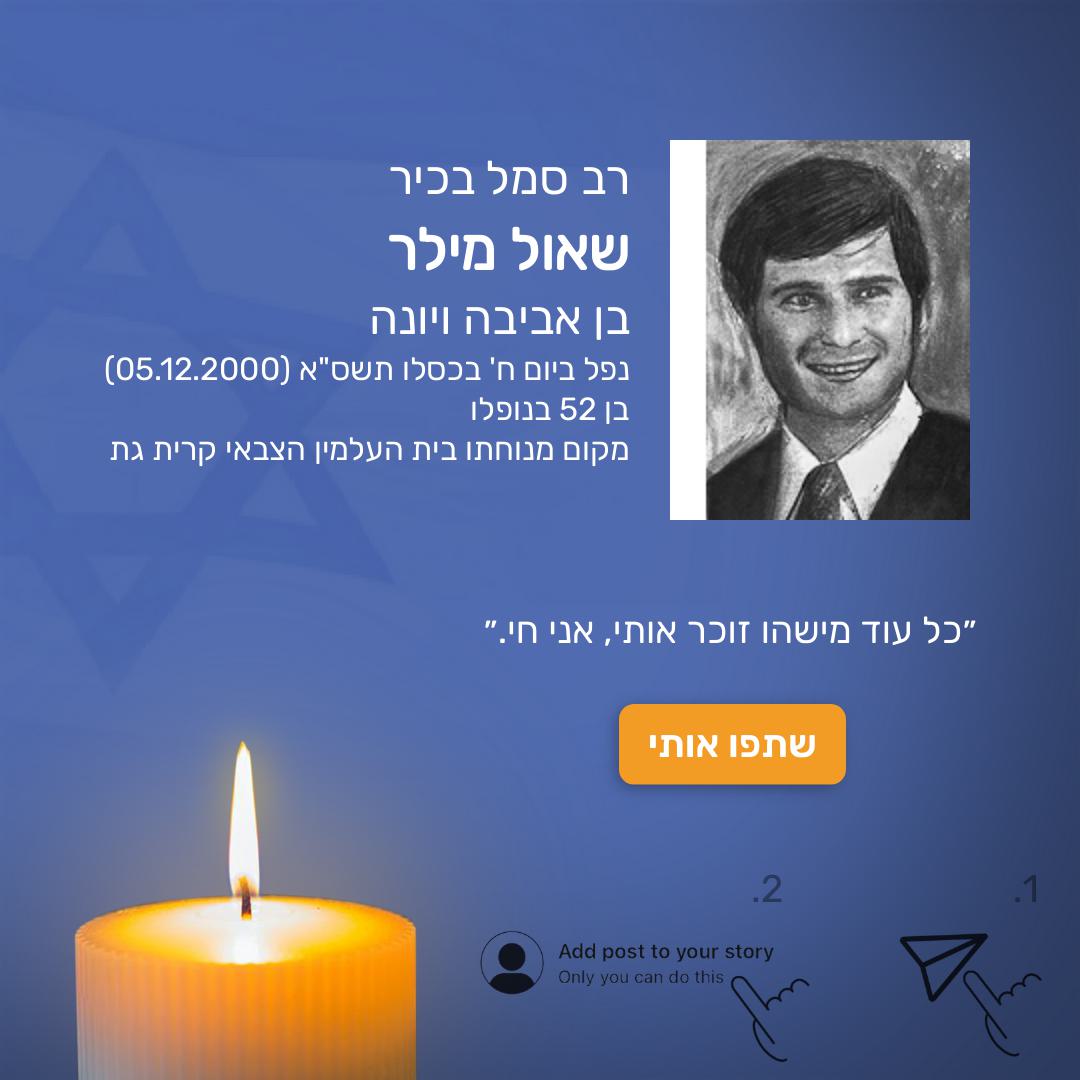 רב סמל בכיר
שאול מילר
בן אביבה ויונה
נפל ביום ח' בכסלו תשס"א (05.12.2000)
בן 52 בנופלו
מקום מנוחתו בית העלמין הצבאי קרית גת
״כל עוד מישהו זוכר אותי, אני חי.״
שתפו אותי
.1
.2
Add post to your story
Only you can do this